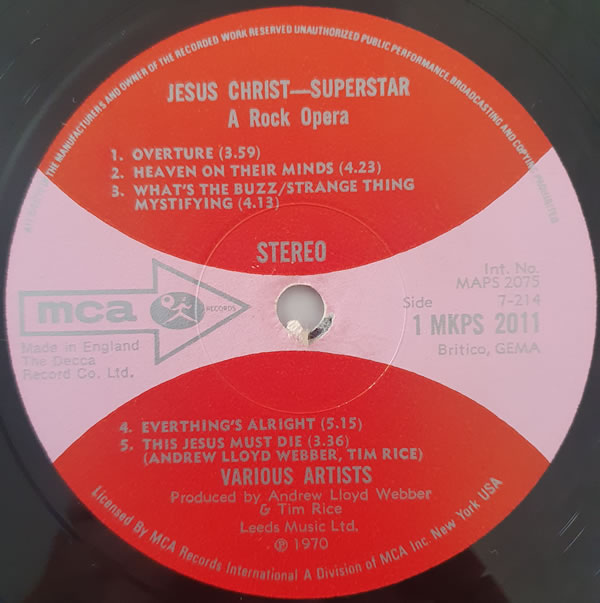 ALL RIGHTS OF THE MANUFACTURERS AND OWNER OF THE RECORDED WORK RESERVED UNAUTHORIZED PUBLIC PERFORMANCE, BROADCASTING AND COPYING PROHIBITED
JESUS CHRIST—SUPERSTAR
A Rock Opera
1. OVERTURE (3.59)
2. HEAVEN ON THEIR MINDS (4.23)
3. WHAT'S THE BUZZ/STRANGE THING
MYSTIFYING (4.13)
STEREO
mca RECORDS
Made in England
The Decca
Record Co. Ltd.
Int. No.
MAPS 2075
Side 7-214
1 MKPS 2011
Britico, GEMA
4. EVERTHING'S ALRIGHT (5.15)
5. THIS JESUS MUST DIE (3.36)
(ANDREW LLOYD WEBBER, TIM RICE)
VARIOUS ARTISTS
Produced by Andrew Lloyd Webber
& Tim Rice
Leeds Music Ltd.
℗ 1970
Licensed By MCA Records International A Division of MCA Inc. New York USA